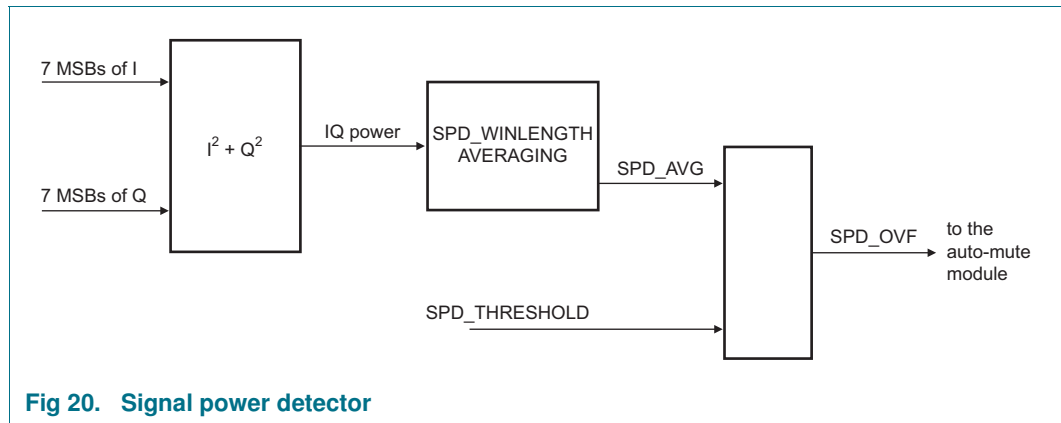 7 MSBs of I
7 MSBs of Q
I² + Q²
IQ power
SPD_WINLENGTH
AVERAGING
SPD_AVG
SPD_THRESHOLD
SPD_OVF
to the
auto-mute
module
Fig 20. Signal power detector